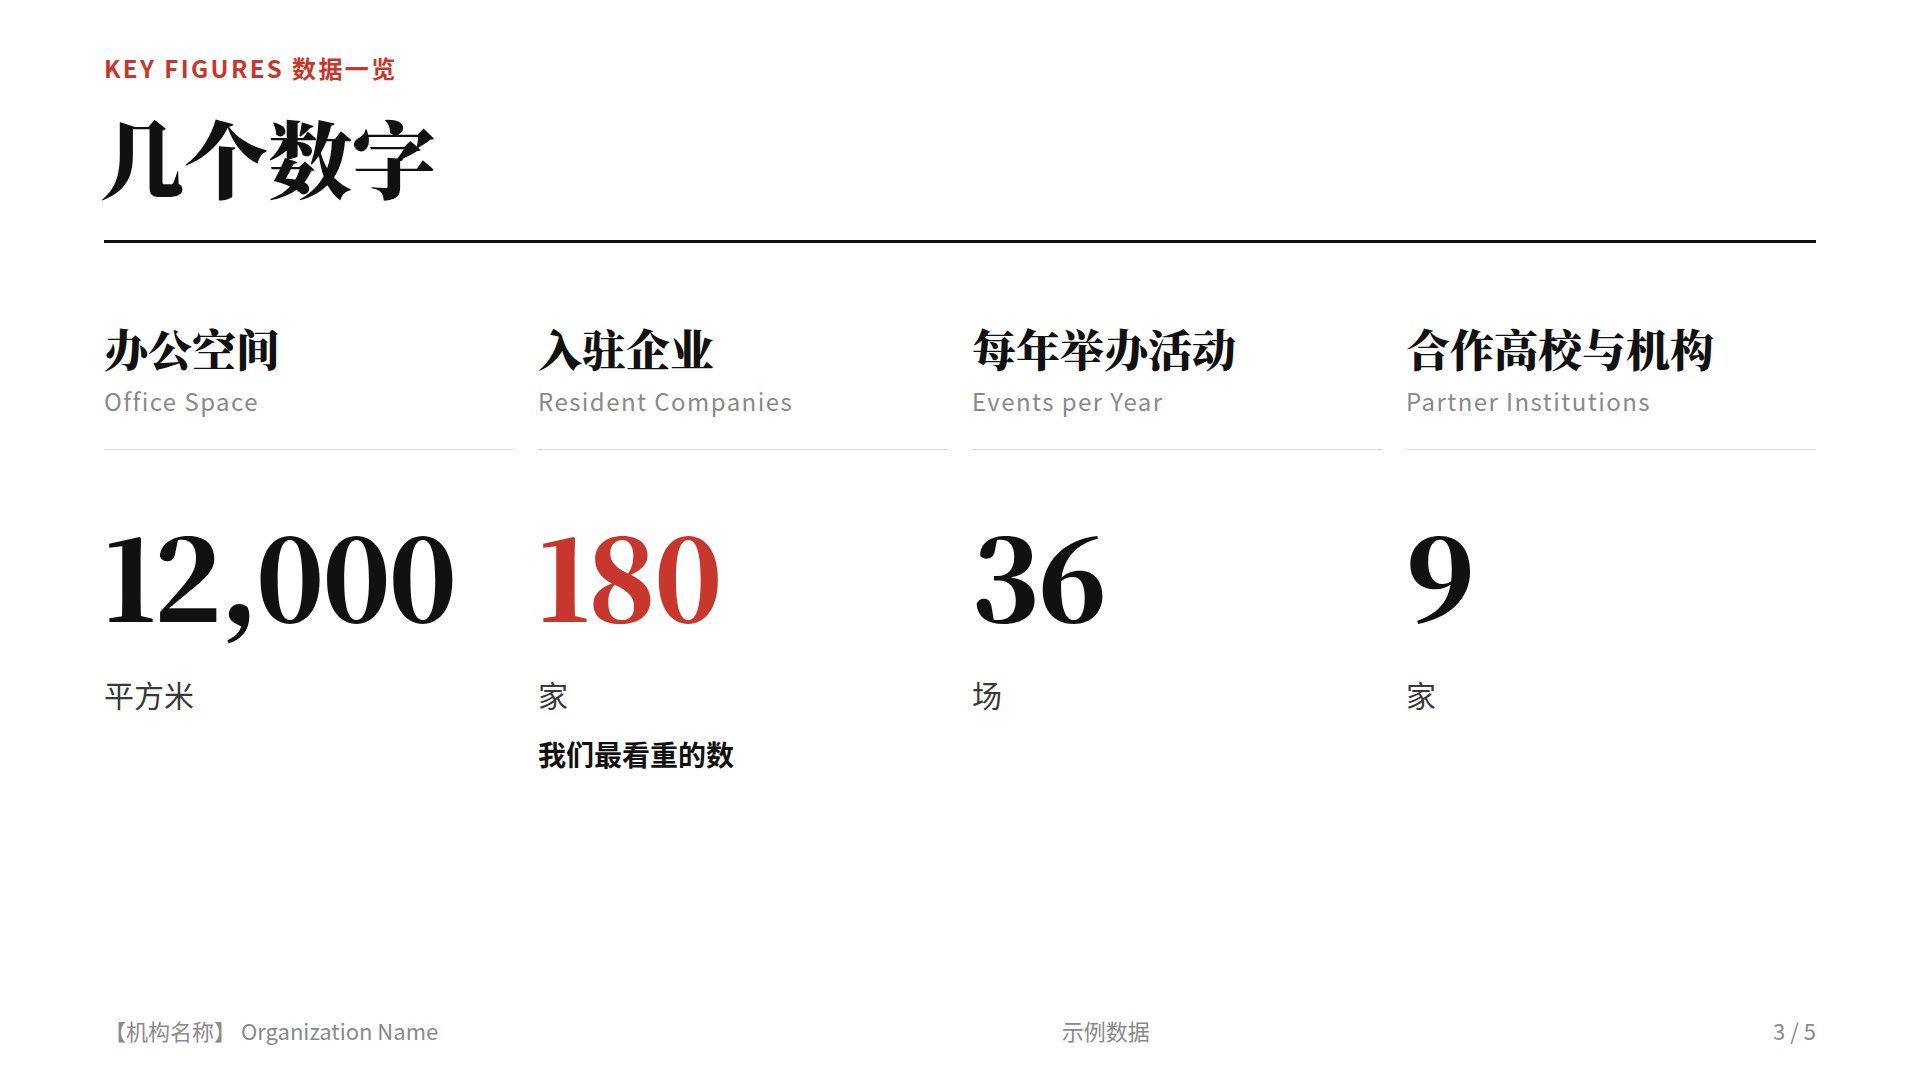 KEY FIGURES 数据一览
几个数字
办公空间
Office Space
12,000
平方米
入驻企业
Resident Companies
180
家
我们最看重的数
每年举办活动
Events per Year
36
场
合作高校与机构
Partner Institutions
9
家
【机构名称】 Organization Name
示例数据
3 / 5